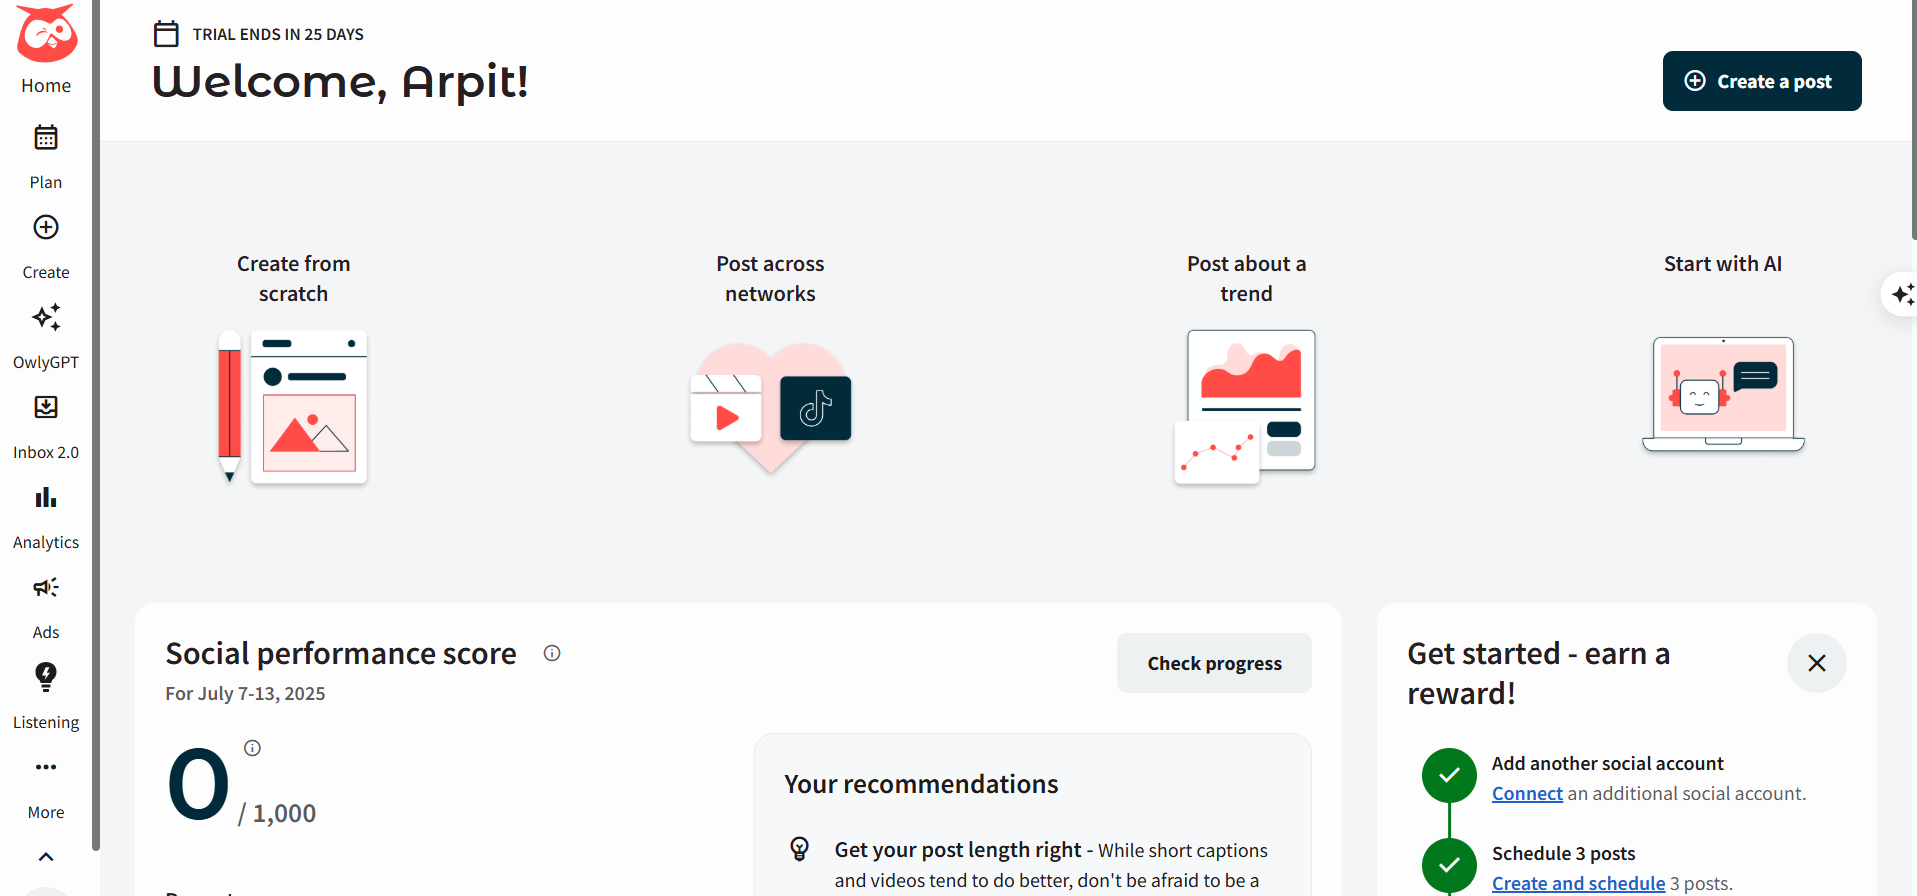 Home
Plan
Create
OwlyGPT
Inbox 2.0
Analytics
Ads
Listening
More
TRIAL ENDS IN 25 DAYS
Welcome, Arpit!
Create a post
Create from
scratch
Post across
networks
Post about a
trend
Start with AI
Social performance score
For July 7-13, 2025
Check progress
0
/ 1,000
Your recommendations
Get your post length right - While short captions
and videos tend to do better, don't be afraid to be a
Get started - earn a
reward!
Add another social account
Connect an additional social account.
Schedule 3 posts
Create and schedule 3 posts.